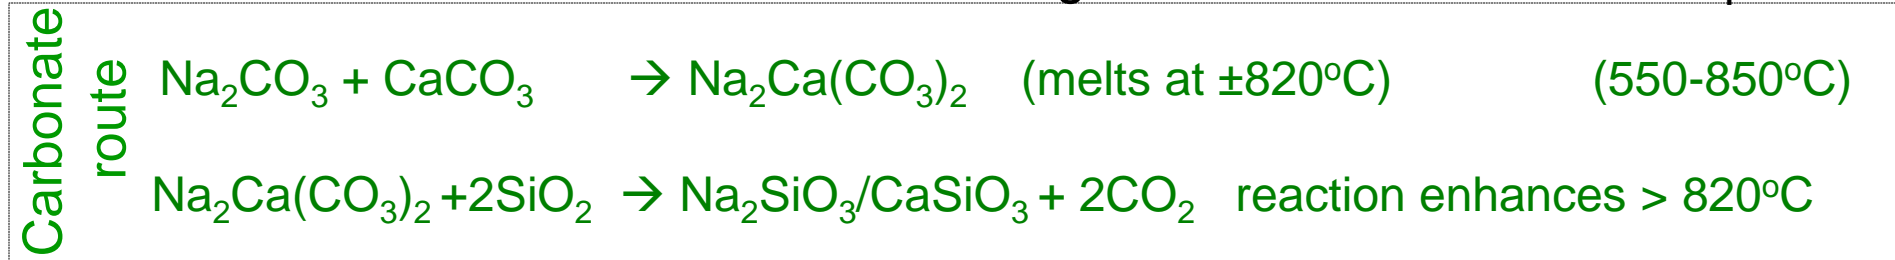 Carbonate
route
Na₂CO₃ + CaCO₃ → Na₂Ca(CO₃)₂ (melts at ±820ºC) (550-850ºC)
Na₂Ca(CO₃)₂ +2SiO₂ → Na₂SiO₃/CaSiO₃ + 2CO₂ reaction enhances > 820ºC